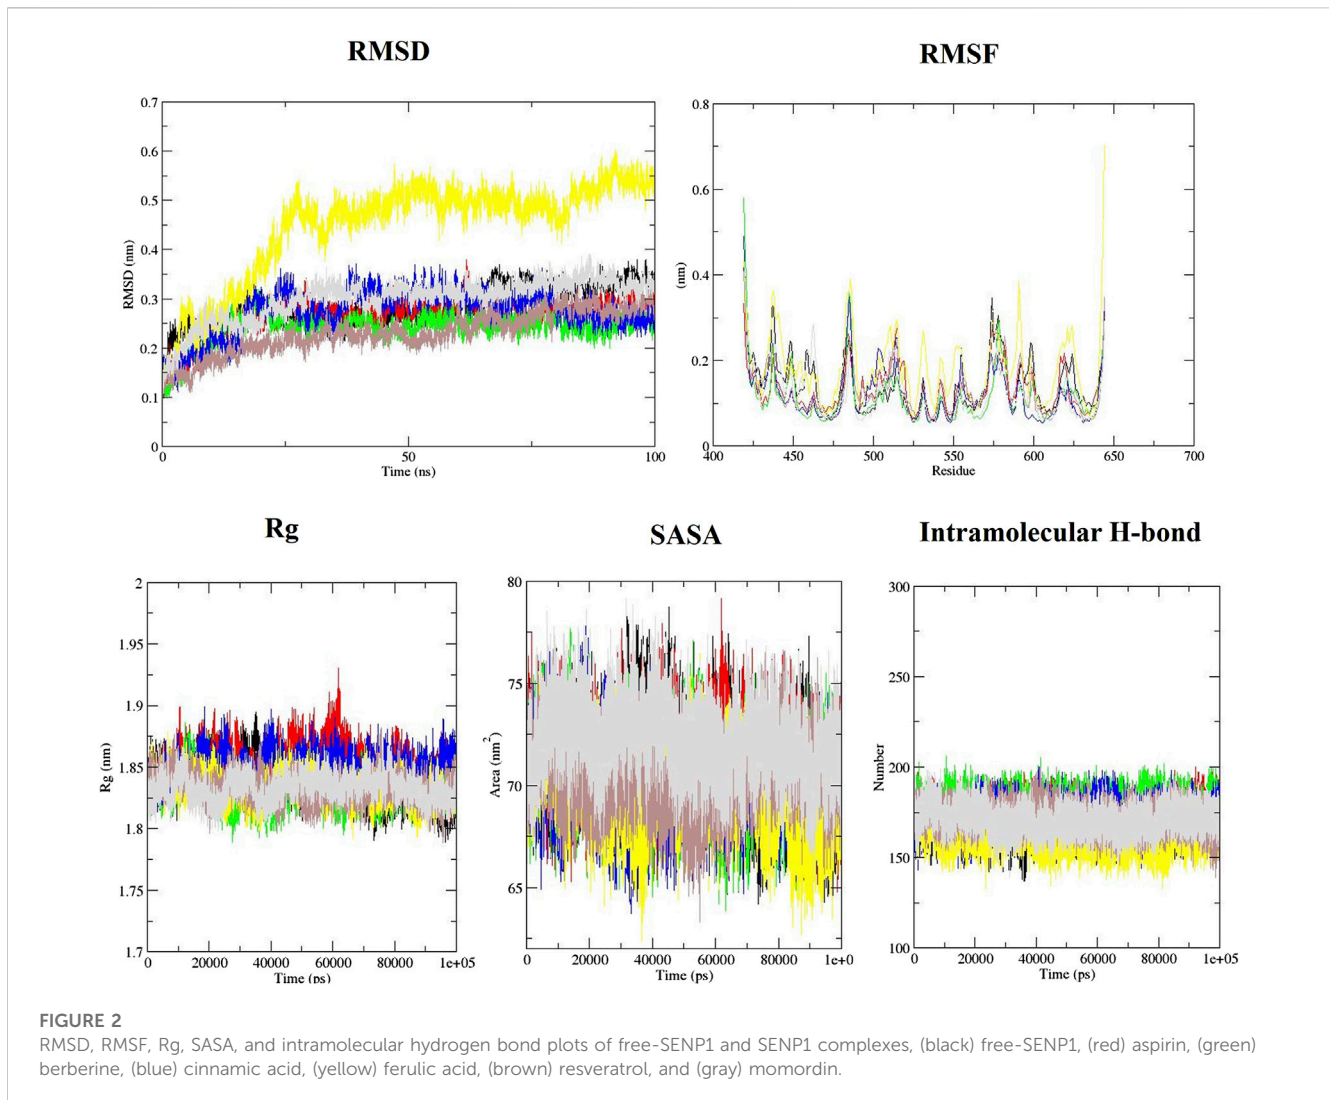 RMSD
RMSF
0.7
0.6
0.5
0.4
0.3
0.2
0.1
0
RMSD (nm)
0
50
100
Time (ns)
0.8
0.6
0.4
0.2
0
(nm)
400
450
500
550
600
650
700
Residue
Rg
SASA
Intramolecular H-bond
2
1.95
1.9
1.85
1.8
1.75
1.7
Rg (nm)
0
20000
40000
60000
80000
1e+05
Time (ps)
80
75
70
65
Area (nm²)
0
20000
40000
60000
80000
1e+0
Time (ps)
300
250
200
150
100
Number
0
20000
40000
60000
80000
1e+05
Time (ps)
FIGURE 2
RMSD, RMSF, Rg, SASA, and intramolecular hydrogen bond plots of free-SENP1 and SENP1 complexes, (black) free-SENP1, (red) aspirin, (green)
berberine, (blue) cinnamic acid, (yellow) ferulic acid, (brown) resveratrol, and (gray) momordin.